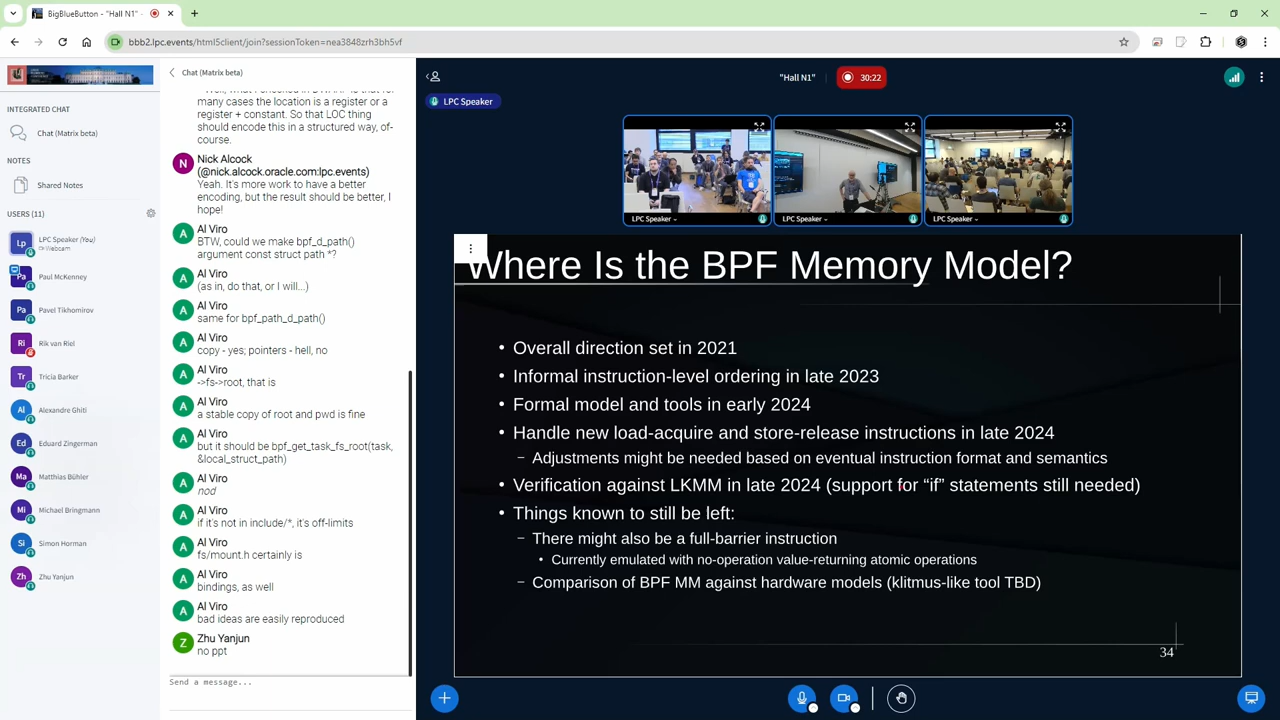 BigBlueButton - "Hall N1"
bbb2.lpc.events/html5client/join?sessionToken=nea3848zrh3bh5vf
INTEGRATED CHAT
Chat (Matrix beta)
NOTES
Shared Notes
USERS (11)
Lp
LPC Speaker (You)
Webcam
Pa
Paul McKenney
Pa
Pavel Tikhomirov
Ri
Rik van Riel
Tr
Tricia Barker
Al
Alexandre Ghiti
Ed
Eduard Zingerman
Ma
Matthias Bühler
Mi
Michael Bringmann
Si
Simon Horman
Zh
Zhu Yanjun
Chat (Matrix beta)
many cases the location is a register or a
register + constant. So that LOC thing
should encode this in a structured way, of-
course.
N
Nick Alcock
(@nick.alcock.oracle.com:lpc.events)
Yeah. It's more work to have a better
encoding, but the result should be better, I
hope!
A
Al Viro
BTW, could we make bpf_d_path()
argument const struct path *?
A
Al Viro
(as in, do that, or I will...)
A
Al Viro
same for bpf_path_d_path()
A
Al Viro
copy - yes; pointers - hell, no
A
Al Viro
->fs->root, that is
A
Al Viro
a stable copy of root and pwd is fine
A
Al Viro
but it should be bpf_get_task_fs_root(task,
&local_struct_path)
A
Al Viro
nod
A
Al Viro
if it's not in include/*, it's off-limits
A
Al Viro
fs/mount.h certainly is
A
Al Viro
bindings, as well
A
Al Viro
bad ideas are easily reproduced
Z
Zhu Yanjun
no ppt
Send a message...
"Hall N1"
30:22
LPC Speaker
LPC Speaker
LPC Speaker
LPC Speaker
Where Is the BPF Memory Model?
• Overall direction set in 2021
• Informal instruction-level ordering in late 2023
• Formal model and tools in early 2024
• Handle new load-acquire and store-release instructions in late 2024
– Adjustments might be needed based on eventual instruction format and semantics
• Verification against LKMM in late 2024 (support for “if” statements still needed)
• Things known to still be left:
– There might also be a full-barrier instruction
• Currently emulated with no-operation value-returning atomic operations
– Comparison of BPF MM against hardware models (klitmus-like tool TBD)
34